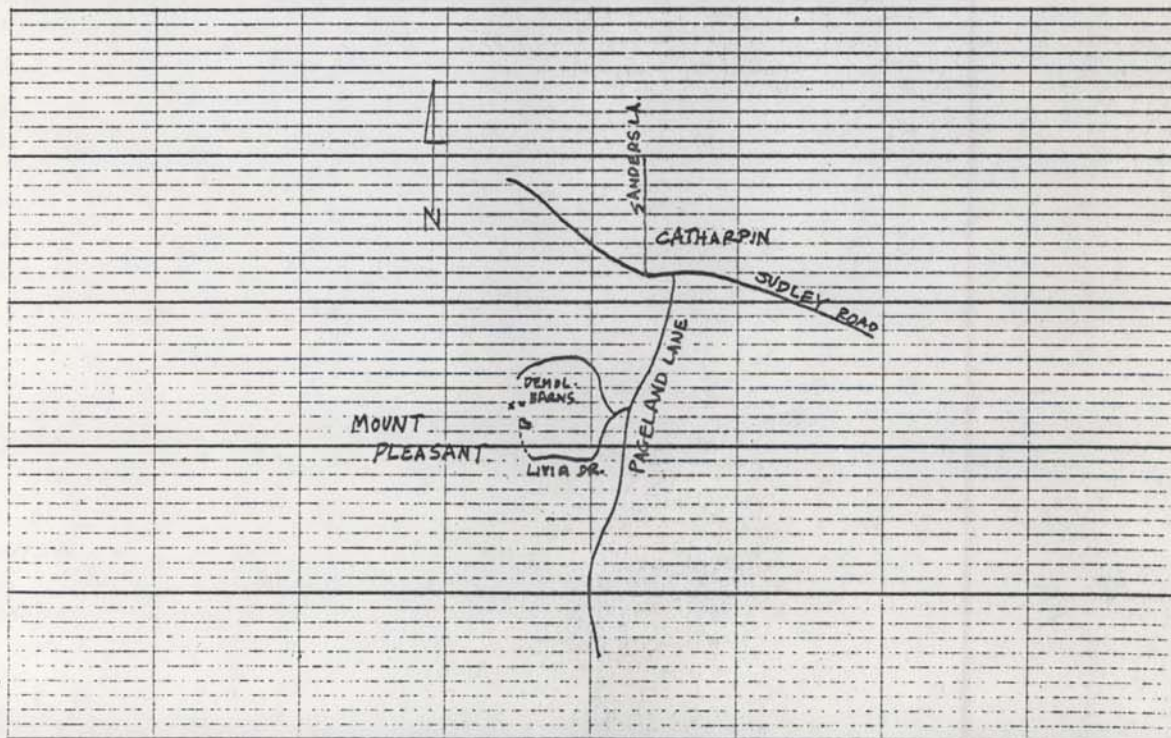 SANDERS LA.
N
CATHARPIN
SUDLEY ROAD
PAGELAND LANE
DEMOL.
BARNS.
MOUNT
PLEASANT
LIVIA DR.